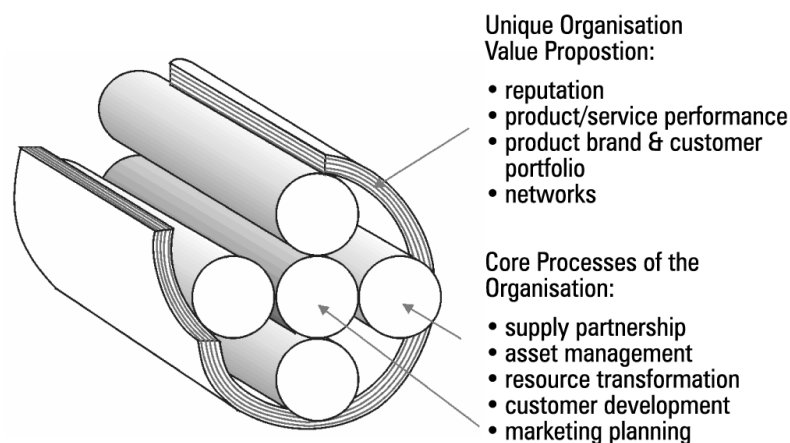 Unique Organisation
Value Propostion:
• reputation
• product/service performance
• product brand & customer
portfolio
• networks
Core Processes of the
Organisation:
• supply partnership
• asset management
• resource transformation
• customer development
• marketing planning